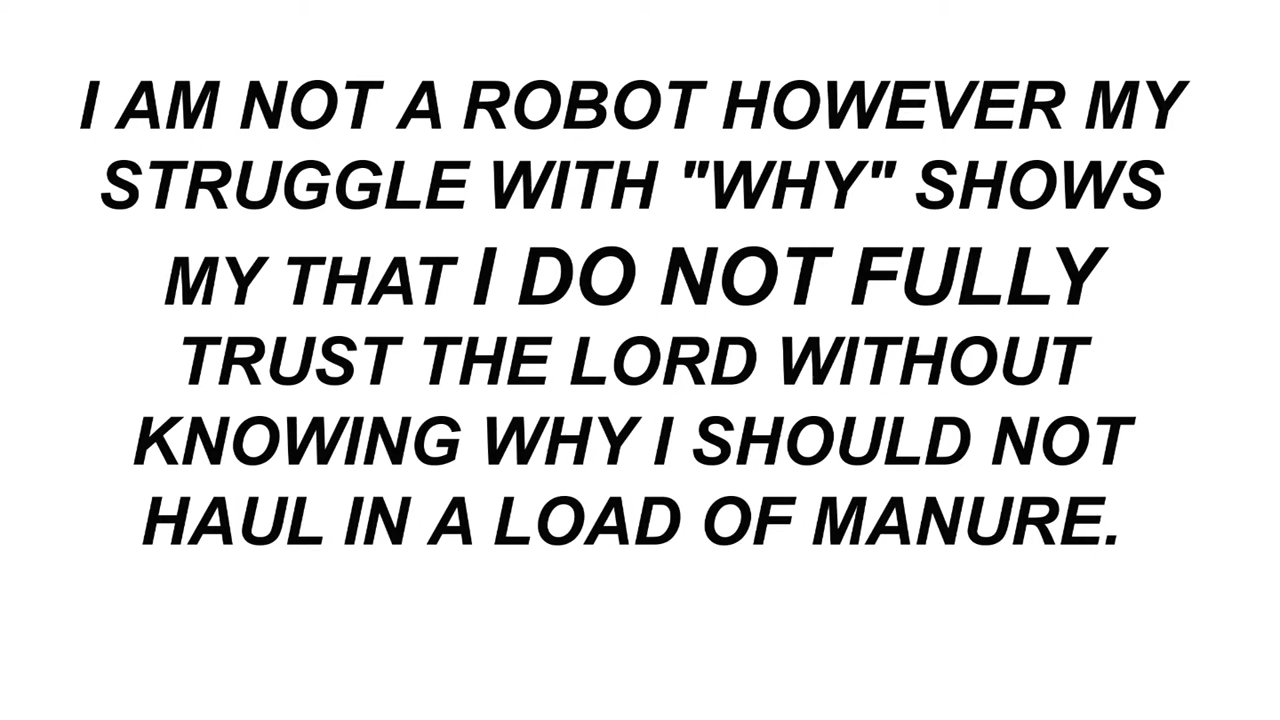 I AM NOT A ROBOT HOWEVER MY
STRUGGLE WITH "WHY" SHOWS
MY THAT I DO NOT FULLY
TRUST THE LORD WITHOUT
KNOWING WHY I SHOULD NOT
HAUL IN A LOAD OF MANURE.